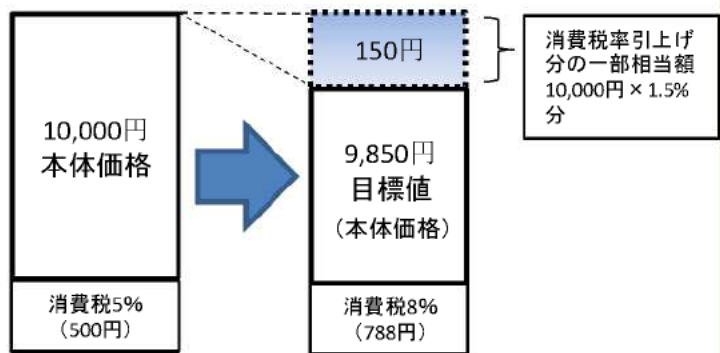 10,000円
本体価格
消費税5%
（500円）
150円
9,850円
目標値
（本体価格）
消費税8%
（788円）
消費税率引上げ
分の一部相当額
10,000円×1.5%
分